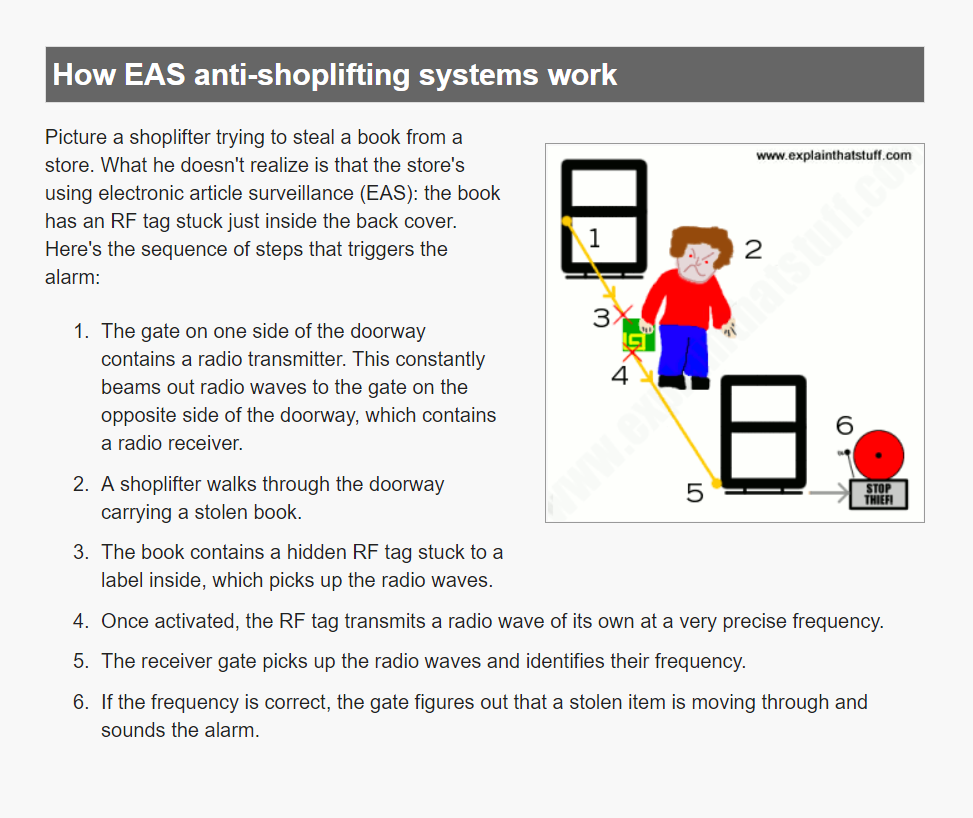 How EAS anti-shoplifting systems work
Picture a shoplifter trying to steal a book from a
store. What he doesn't realize is that the store's
using electronic article surveillance (EAS): the book
has an RF tag stuck just inside the back cover.
Here's the sequence of steps that triggers the
alarm:
1. The gate on one side of the doorway
contains a radio transmitter. This constantly
beams out radio waves to the gate on the
opposite side of the doorway, which contains
a radio receiver.
2. A shoplifter walks through the doorway
carrying a stolen book.
3. The book contains a hidden RF tag stuck to a
label inside, which picks up the radio waves.
4. Once activated, the RF tag transmits a radio wave of its own at a very precise frequency.
5. The receiver gate picks up the radio waves and identifies their frequency.
6. If the frequency is correct, the gate figures out that a stolen item is moving through and
sounds the alarm.
www.explainthatstuff.com
1
2
3
4
5
6
STOP
THIEF!
www.explainthatstuff.com